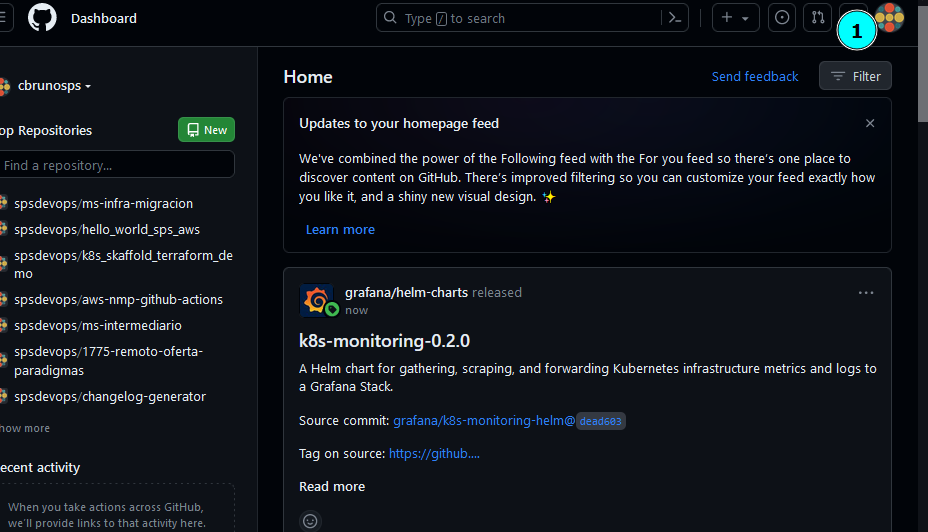 Dashboard
Type / to search
1
Home
Send feedback
Filter
cbrunosps
Updates to your homepage feed
We've combined the power of the Following feed with the For you feed so there's one place to
discover content on GitHub. There's improved filtering so you can customize your feed exactly how
you like it, and a shiny new visual design. ✨
Learn more
op Repositories
New
Find a repository...
spsdevops/ms-infra-migracion
spsdevops/hello_world_sps_aws
spsdevops/k8s_skaffold_terraform_de
mo
spsdevops/aws-nmp-github-actions
spsdevops/ms-intermediario
spsdevops/1775-remoto-oferta-
paradigmas
spsdevops/changelog-generator
how more
ecent activity
When you take actions across GitHub,
we'll provide links to that activity here.
grafana/helm-charts released
now
k8s-monitoring-0.2.0
A Helm chart for gathering, scraping, and forwarding Kubernetes infrastructure metrics and logs to
a Grafana Stack.
Source commit: grafana/k8s-monitoring-helm@dead603
Tag on source: https://github....
Read more